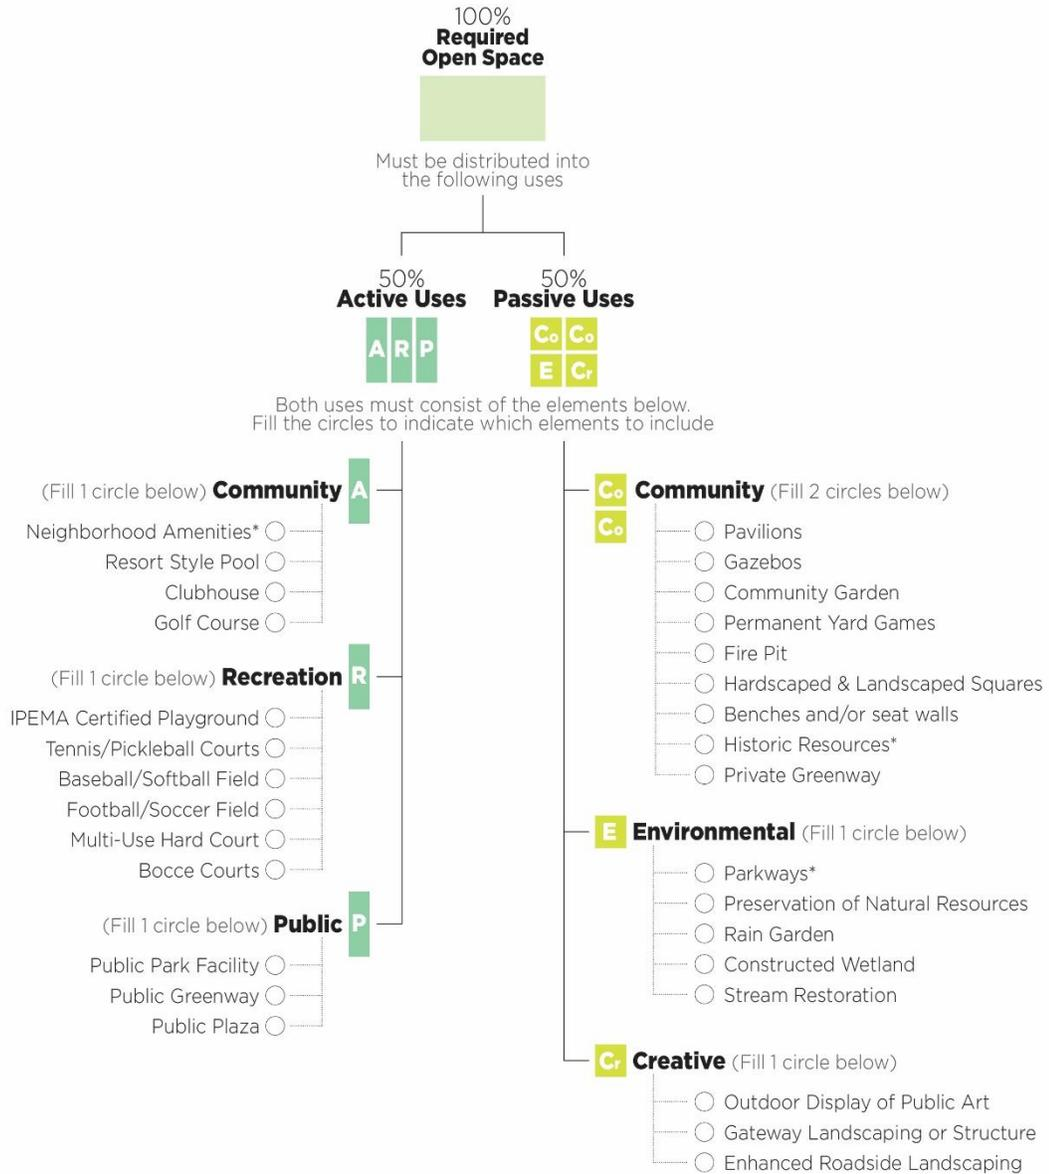 100%
Required
Open Space
Must be distributed into
the following uses
50%
Active Uses
A R P
50%
Passive Uses
Co Co
E Cr
Both uses must consist of the elements below.
Fill the circles to indicate which elements to include
(Fill 1 circle below) Community A
Neighborhood Amenities*
Resort Style Pool
Clubhouse
Golf Course
(Fill 1 circle below) Recreation R
IPEMA Certified Playground
Tennis/Pickleball Courts
Baseball/Softball Field
Football/Soccer Field
Multi-Use Hard Court
Bocce Courts
(Fill 1 circle below) Public P
Public Park Facility
Public Greenway
Public Plaza
Co Community (Fill 2 circles below)
Co
Pavilions
Gazebos
Community Garden
Permanent Yard Games
Fire Pit
Hardscaped & Landscaped Squares
Benches and/or seat walls
Historic Resources*
Private Greenway
E Environmental (Fill 1 circle below)
Parkways*
Preservation of Natural Resources
Rain Garden
Constructed Wetland
Stream Restoration
Cr Creative (Fill 1 circle below)
Outdoor Display of Public Art
Gateway Landscaping or Structure
Enhanced Roadside Landscaping